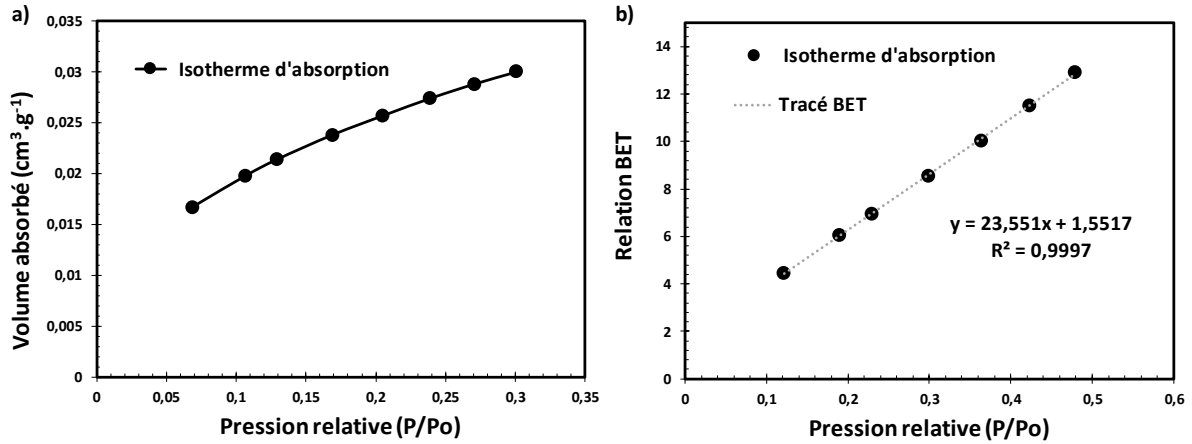 a)
0,035
0,03
0,025
0,02
0,015
0,01
0,005
0
Volume absorbé (cm³·g⁻¹)
Isotherme d'absorption
0 0,05 0,1 0,15 0,2 0,25 0,3 0,35
Pression relative (P/Po)
b)
14
12
10
8
6
4
2
0
Relation BET
Isotherme d'absorption
Tracé BET
y = 23,551x + 1,5517
R² = 0,9997
0 0,1 0,2 0,3 0,4 0,5 0,6
Pression relative (P/Po)